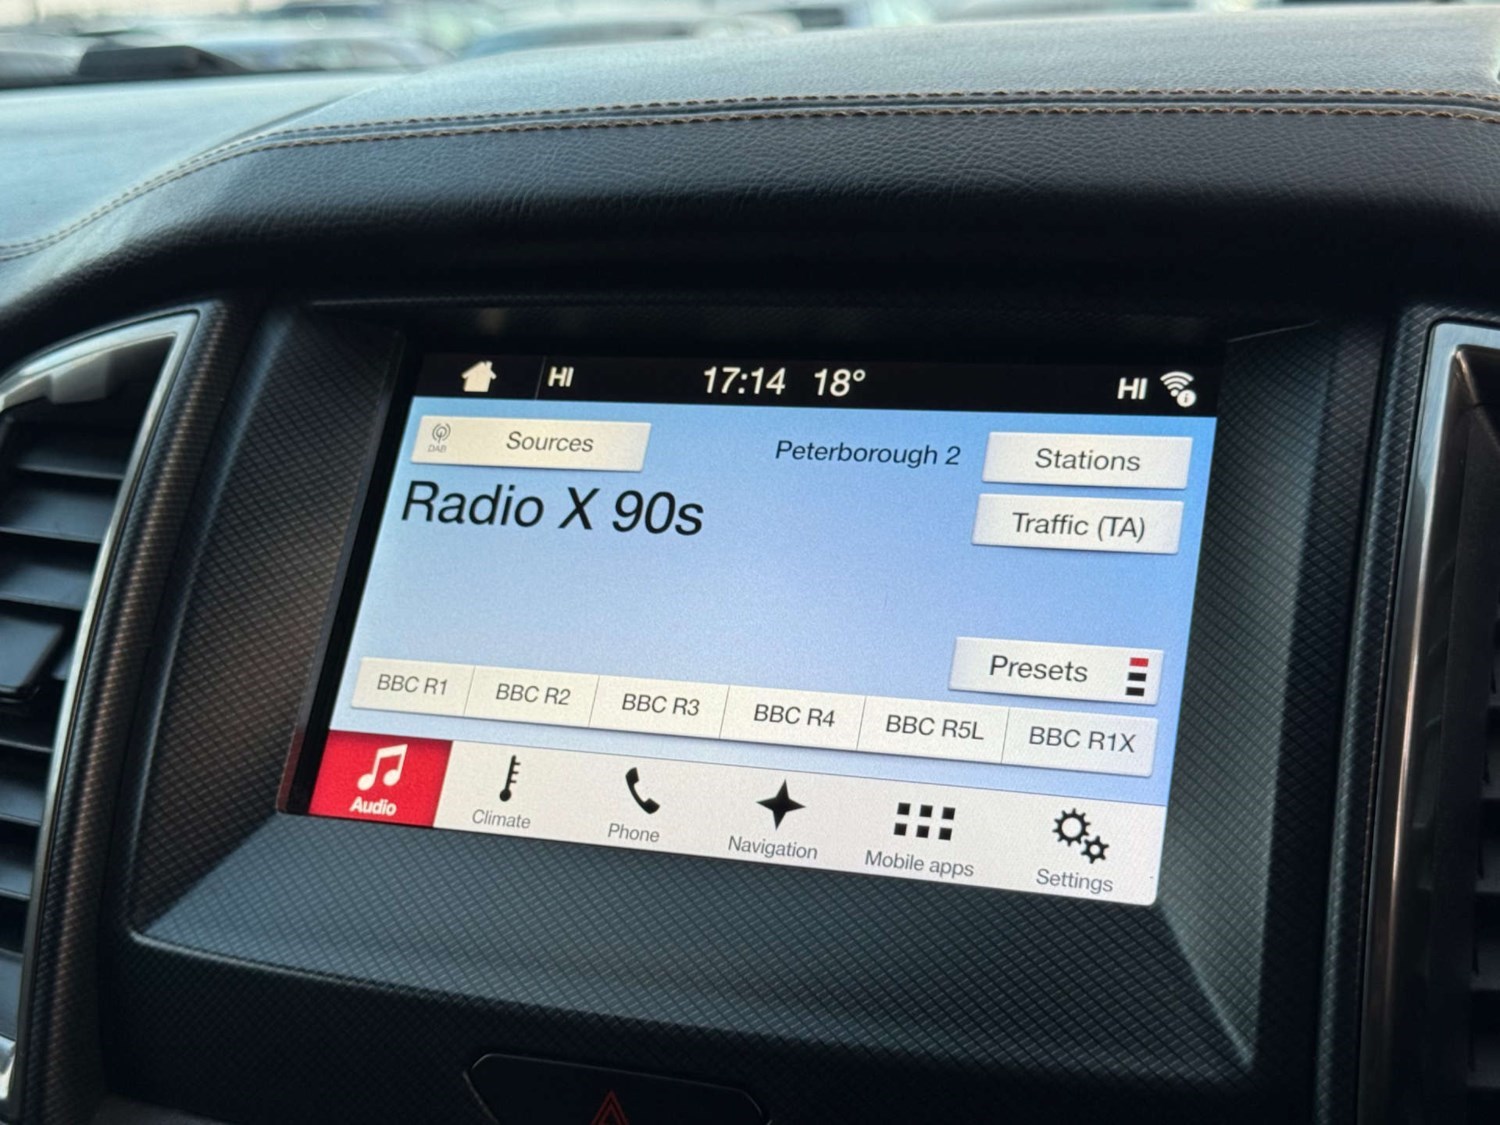 HI 17:14 18° HI
DAB Sources
Peterborough 2
Stations
Radio X 90s
Traffic (TA)
Presets
BBC R1 BBC R2 BBC R3 BBC R4 BBC R5L BBC R1X
Audio Climate Phone Navigation Mobile apps Settings